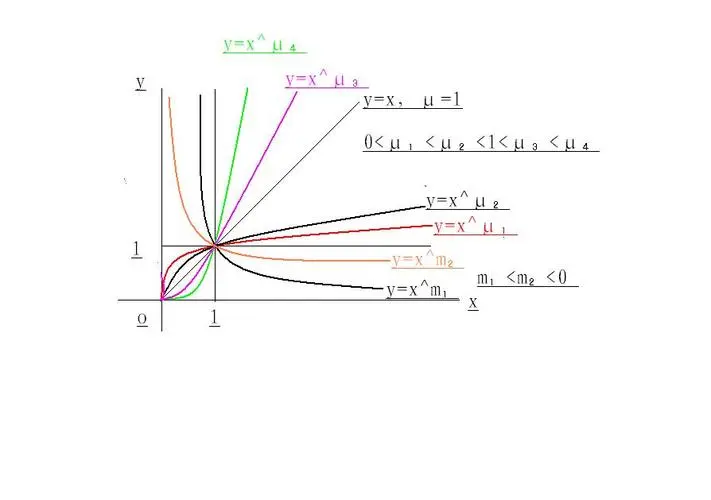 y=x^μ₄
y=x^μ₃
y
y=x, μ=1
0<μ₁<μ₂<1<μ₃<μ₄
y=x^μ₂
y=x^μ₁
1
y=x^m₂
m₁<m₂<0
y=x^m₁
x
o
1